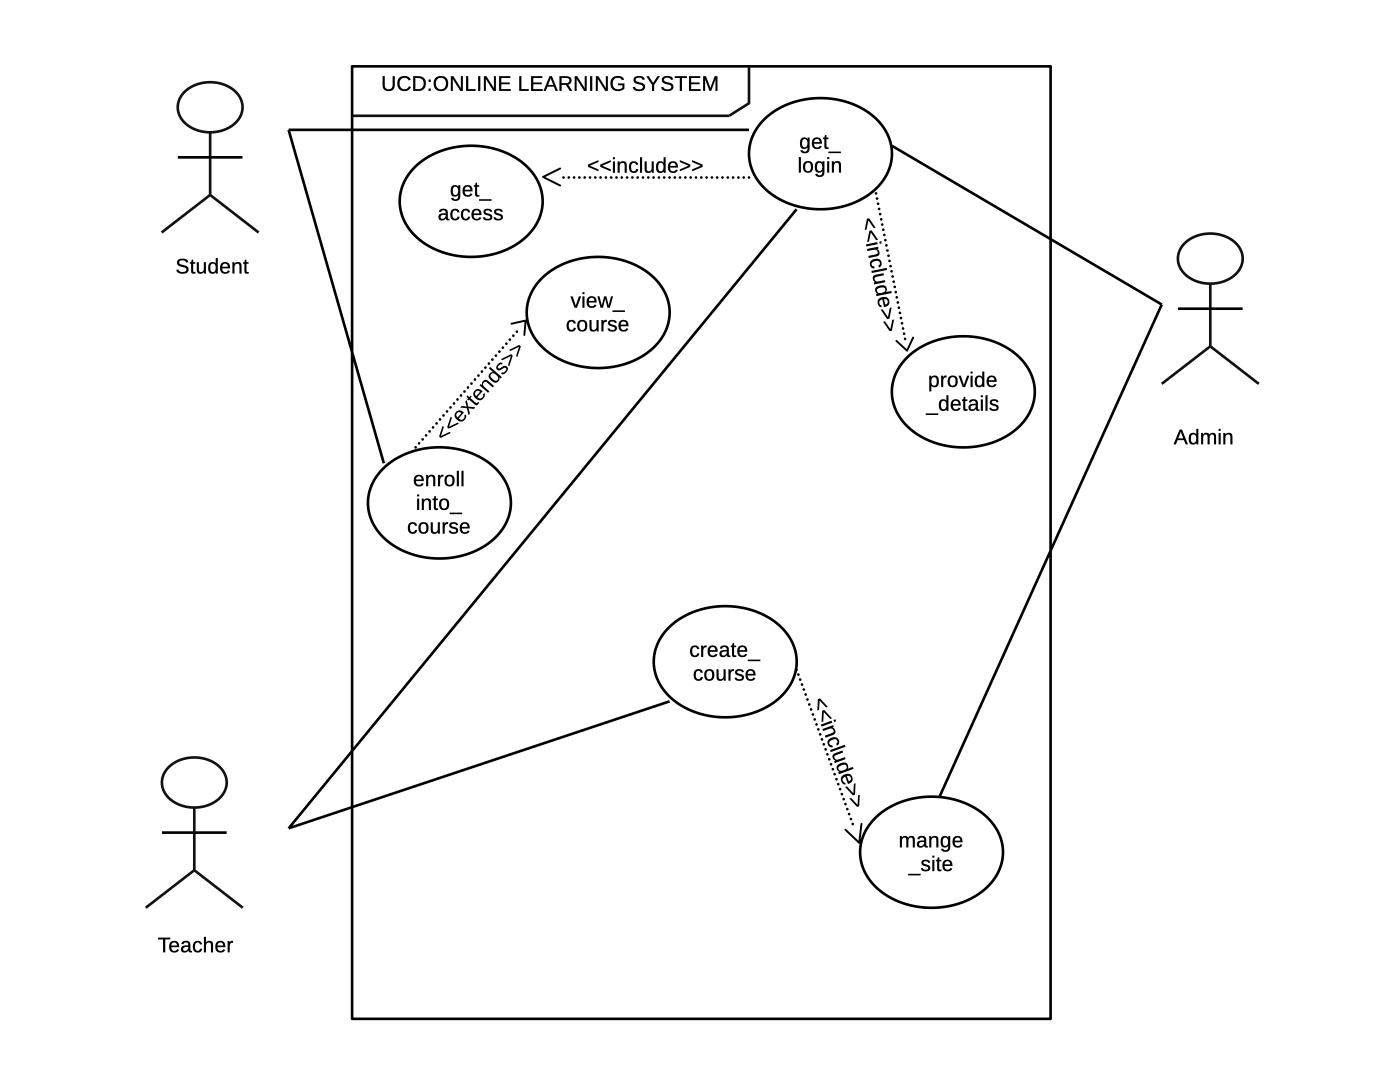 UCD:ONLINE LEARNING SYSTEM
get_
login
<<include>>
get_
access
<<include>>
Student
view_
course
<<extends>>
provide
_details
Admin
enroll
into_
course
create_
course
<<include>>
mange
_site
Teacher